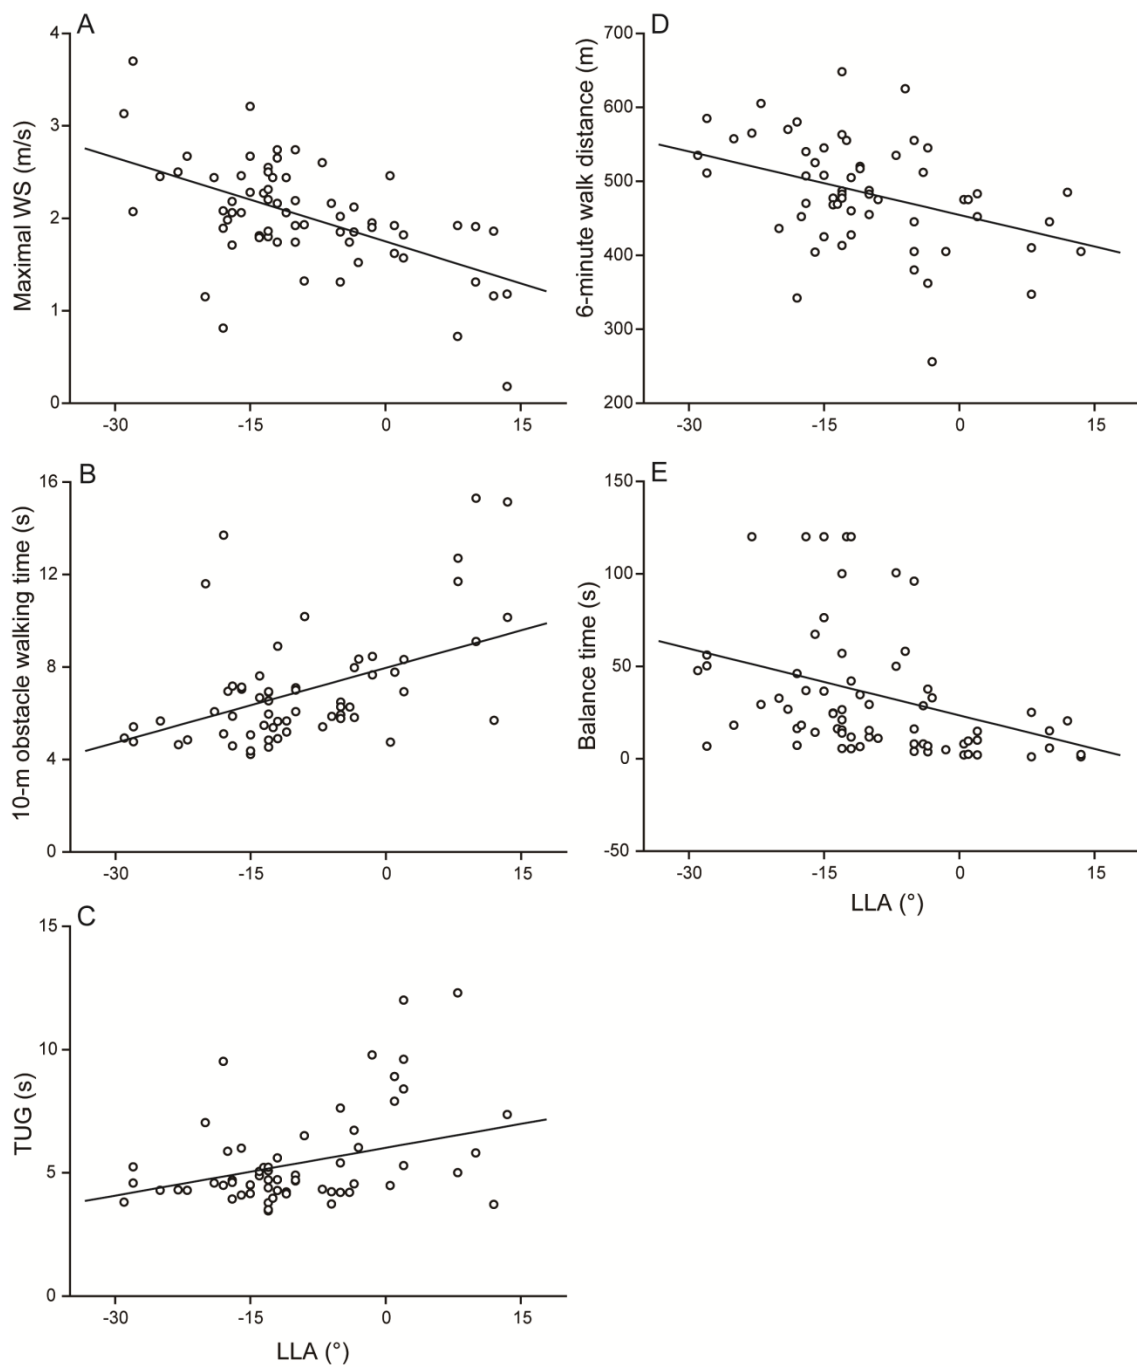 A
Maximal WS (m/s)
4
3
2
1
0
-30 -15 0 15
B
10-m obstacle walking time (s)
16
12
8
4
0
-30 -15 0 15
C
TUG (s)
15
10
5
0
-30 -15 0 15
LLA (°)
D
6-minute walk distance (m)
700
600
500
400
300
200
-30 -15 0 15
E
Balance time (s)
150
100
50
0
-50
-30 -15 0 15
LLA (°)